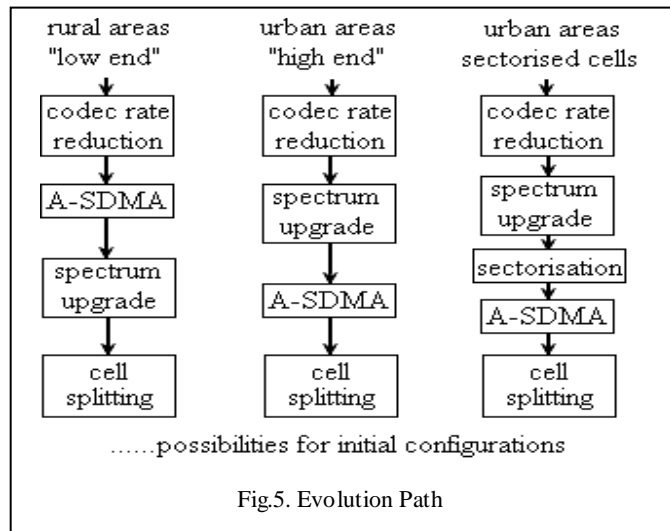 rural areas
"low end"
codec rate
reduction
A-SDMA
spectrum
upgrade
cell
splitting
urban areas
"high end"
codec rate
reduction
spectrum
upgrade
A-SDMA
cell
splitting
urban areas
sectorised cells
codec rate
reduction
spectrum
upgrade
sectorisation
A-SDMA
cell
splitting
......possibilities for initial configurations
Fig.5. Evolution Path